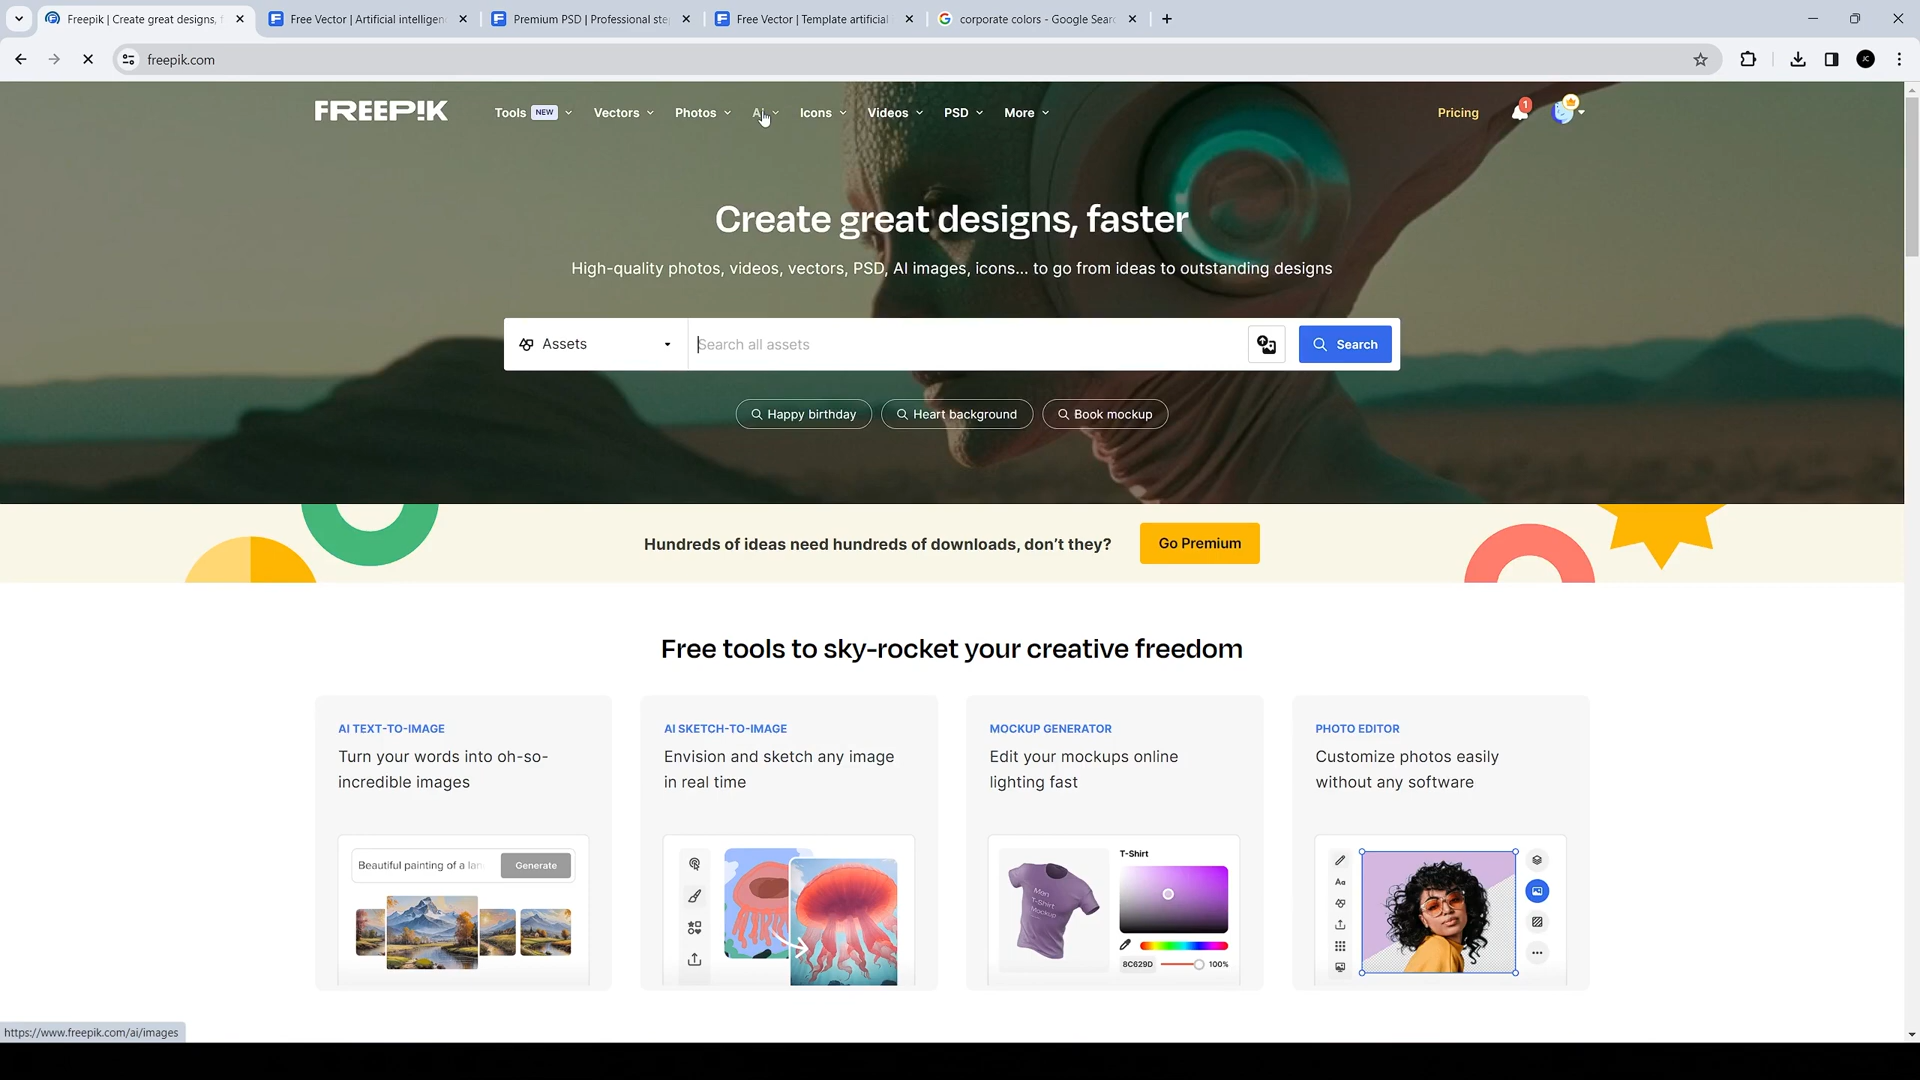 Freepik | Create great designs, f
Free Vector | Artificial intelligen
Premium PSD | Professional ste
Free Vector | Template artificial
corporate colors - Google Sear
freepik.com
JC
FREEP!K
Tools NEW
Vectors
Photos
AI
Icons
Videos
PSD
More
Pricing
1
Create great designs, faster
High-quality photos, videos, vectors, PSD, AI images, icons... to go from ideas to outstanding designs
Assets
Search all assets
Search
Happy birthday
Heart background
Book mockup
Hundreds of ideas need hundreds of downloads, don't they?
Go Premium
Free tools to sky-rocket your creative freedom
AI TEXT-TO-IMAGE
Turn your words into oh-so-
incredible images
Beautiful painting of a lan
Generate
AI SKETCH-TO-IMAGE
Envision and sketch any image
in real time
MOCKUP GENERATOR
Edit your mockups online
lighting fast
Man
T-Shirt
Mockup
T-Shirt
8C629D
100%
PHOTO EDITOR
Customize photos easily
without any software
Aa
https://www.freepik.com/ai/images